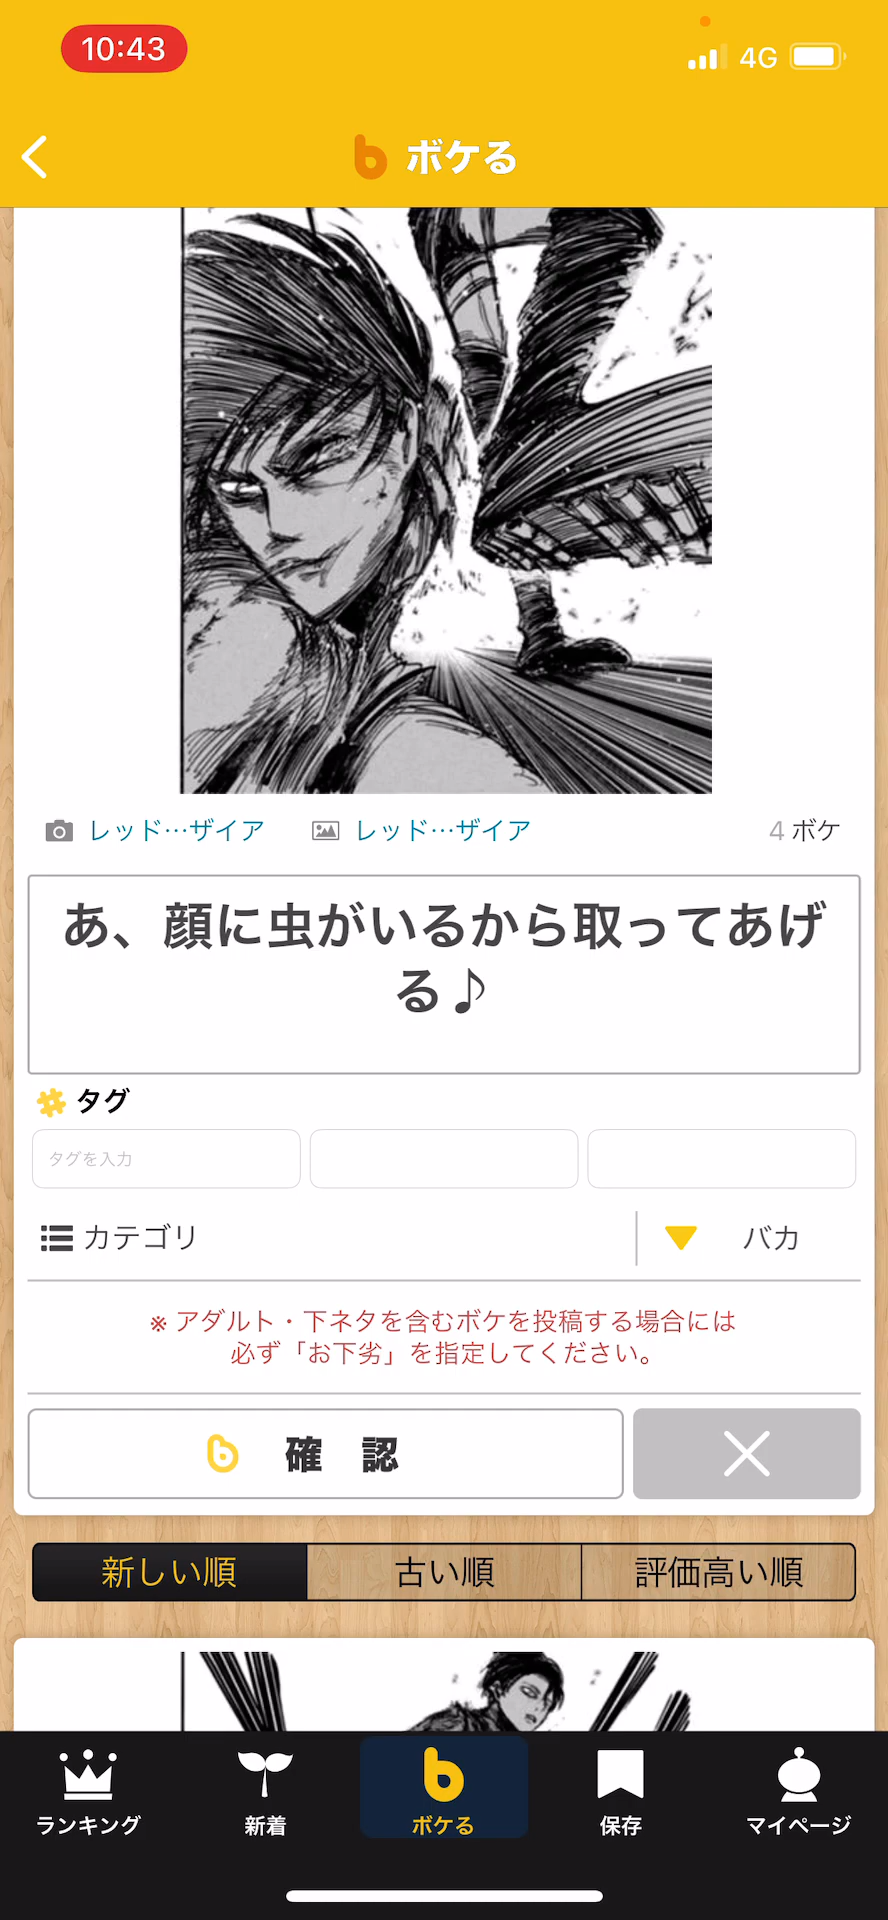 10:43
4G
ボケる
レッド…ザイア
レッド…ザイア
4 ボケ
あ、顔に虫がいるから取ってあげ
る♪
タグ
タグを入力
カテゴリ
バカ
※ アダルト・下ネタを含むボケを投稿する場合には
必ず「お下劣」を指定してください。
確 認
新しい順
古い順
評価高い順
ランキング
新着
ボケる
保存
マイページ